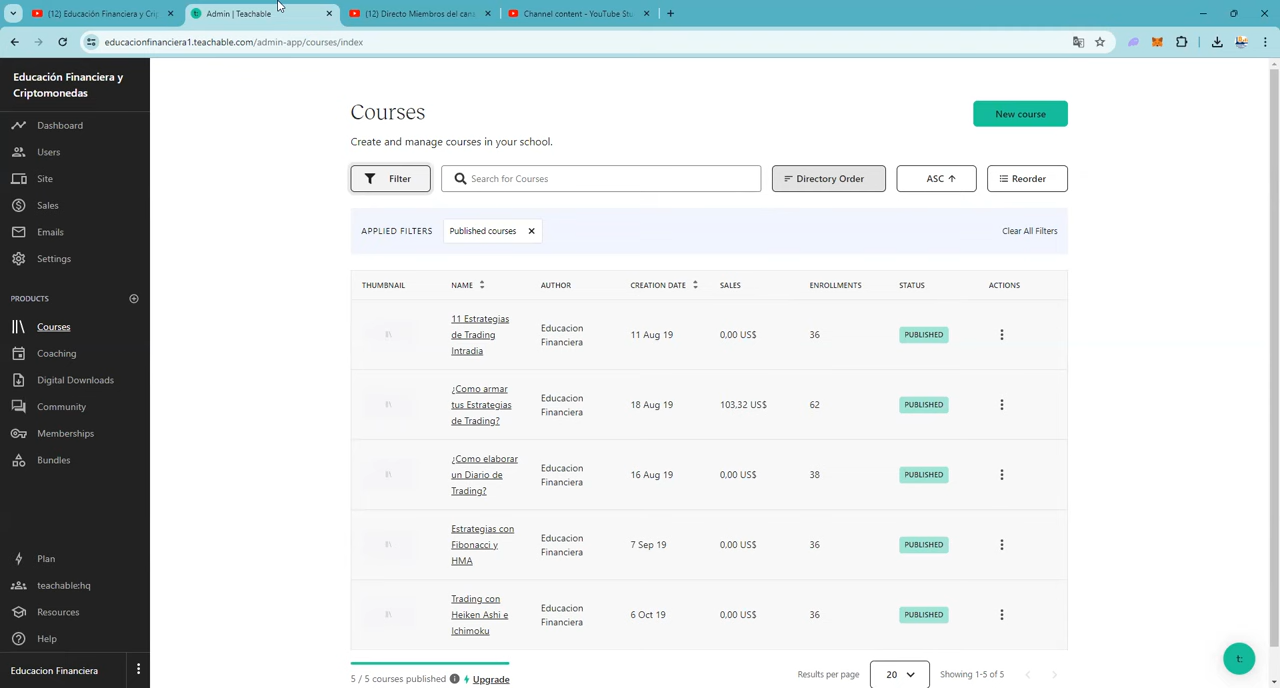 (12) Educación Financiera y Crip
Admin | Teachable
(12) Directo Miembros del cana
Channel content - YouTube Stu
educacionfinanciera1.teachable.com/admin-app/courses/index
Educación Financiera y
Criptomonedas
Dashboard
Users
Site
Sales
Emails
Settings
PRODUCTS
Courses
Coaching
Digital Downloads
Community
Memberships
Bundles
Plan
teachable:hq
Resources
Help
Educacion Financiera
Courses
New course
Create and manage courses in your school.
Filter
Search for Courses
Directory Order
ASC ↑
Reorder
APPLIED FILTERS
Published courses ×
Clear All Filters
THUMBNAIL NAME AUTHOR CREATION DATE SALES ENROLLMENTS STATUS ACTIONS
11 Estrategias
de Trading
Intradia
Educacion
Financiera
11 Aug 19
0,00 US$
36
PUBLISHED
¿Como armar
tus Estrategias
de Trading?
Educacion
Financiera
18 Aug 19
103,32 US$
62
PUBLISHED
¿Como elaborar
un Diario de
Trading?
Educacion
Financiera
16 Aug 19
0,00 US$
38
PUBLISHED
Estrategias con
Fibonacci y
HMA
Educacion
Financiera
7 Sep 19
0,00 US$
36
PUBLISHED
Trading con
Heiken Ashi e
Ichimoku
Educacion
Financiera
6 Oct 19
0,00 US$
36
PUBLISHED
5 / 5 courses published
Upgrade
Results per page
20
Showing 1-5 of 5
t: